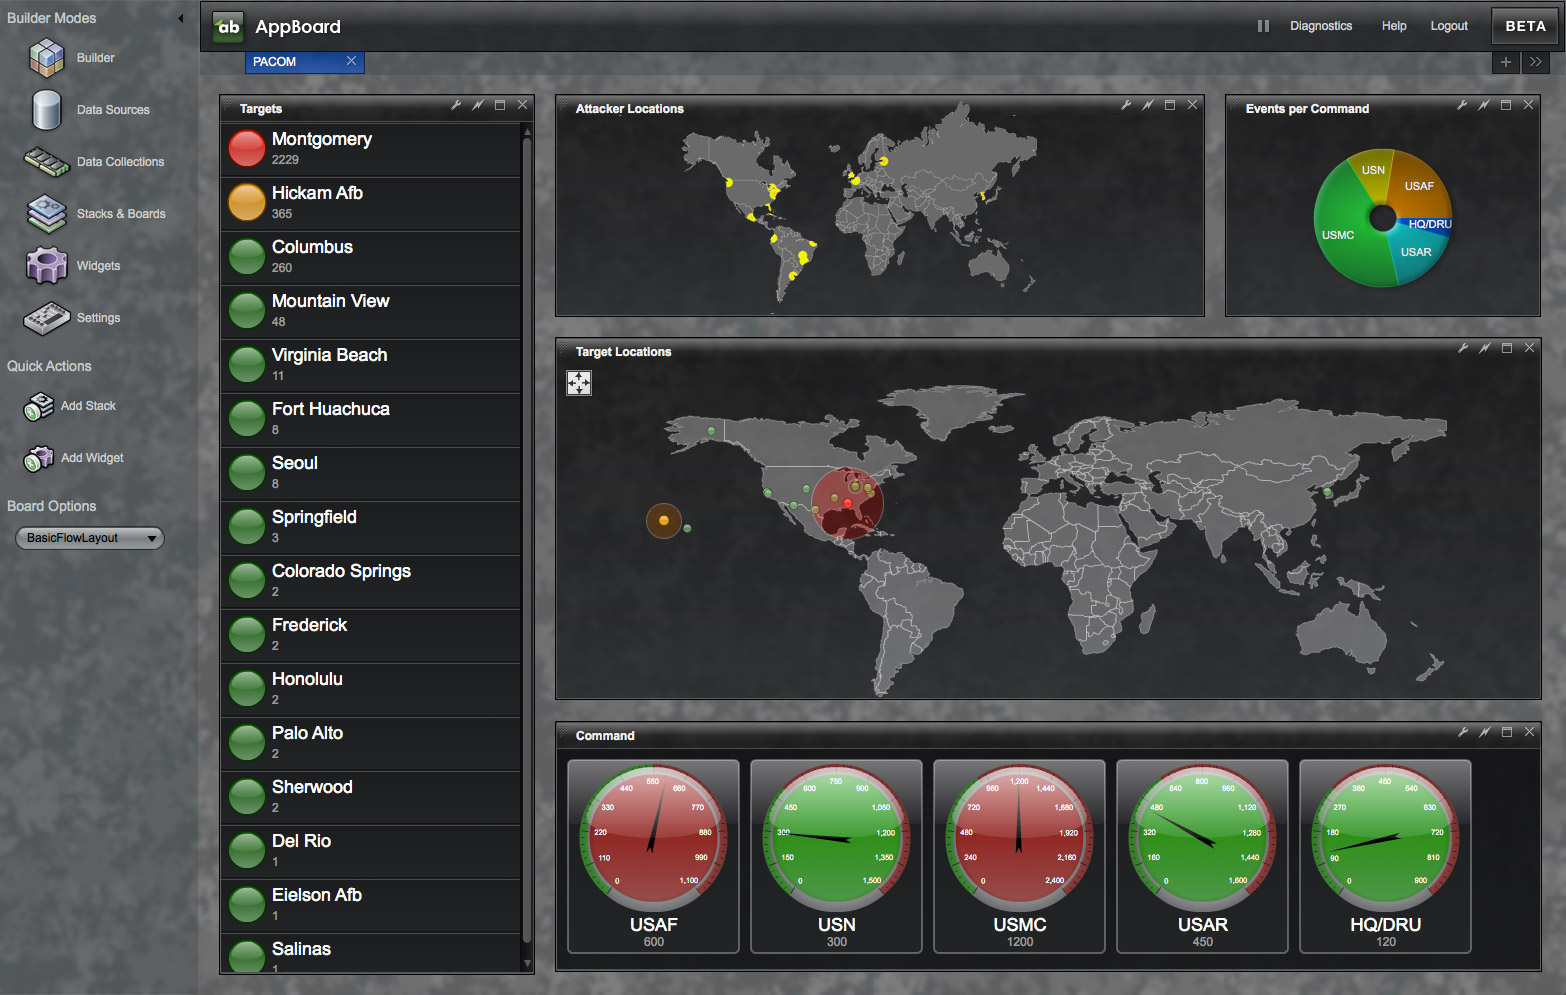 Builder Modes
Builder
Data Sources
Data Collections
Stacks & Boards
Widgets
Settings
Quick Actions
Add Stack
Add Widget
Board Options
BasicFlowLayout
ab AppBoard
Diagnostics Help Logout BETA
PACOM
Targets
Montgomery
2229
Hickam Afb
365
Columbus
260
Mountain View
48
Virginia Beach
11
Fort Huachuca
8
Seoul
8
Springfield
3
Colorado Springs
2
Frederick
2
Honolulu
2
Palo Alto
2
Sherwood
2
Del Rio
1
Eielson Afb
1
Salinas
1
Attacker Locations
Events per Command
USN
USAF
HQ/DRU
USMC
USAR
Target Locations
Command
0 110 220 330 440 550 660 770 880 990 1,100
USAF
600
0 150 300 450 600 750 900 1,050 1,200 1,350 1,500
USN
300
0 240 480 720 960 1,200 1,440 1,680 1,920 2,160 2,400
USMC
1200
0 160 320 480 640 800 960 1,120 1,280 1,440 1,600
USAR
450
0 90 180 270 360 450 540 630 720 810 900
HQ/DRU
120